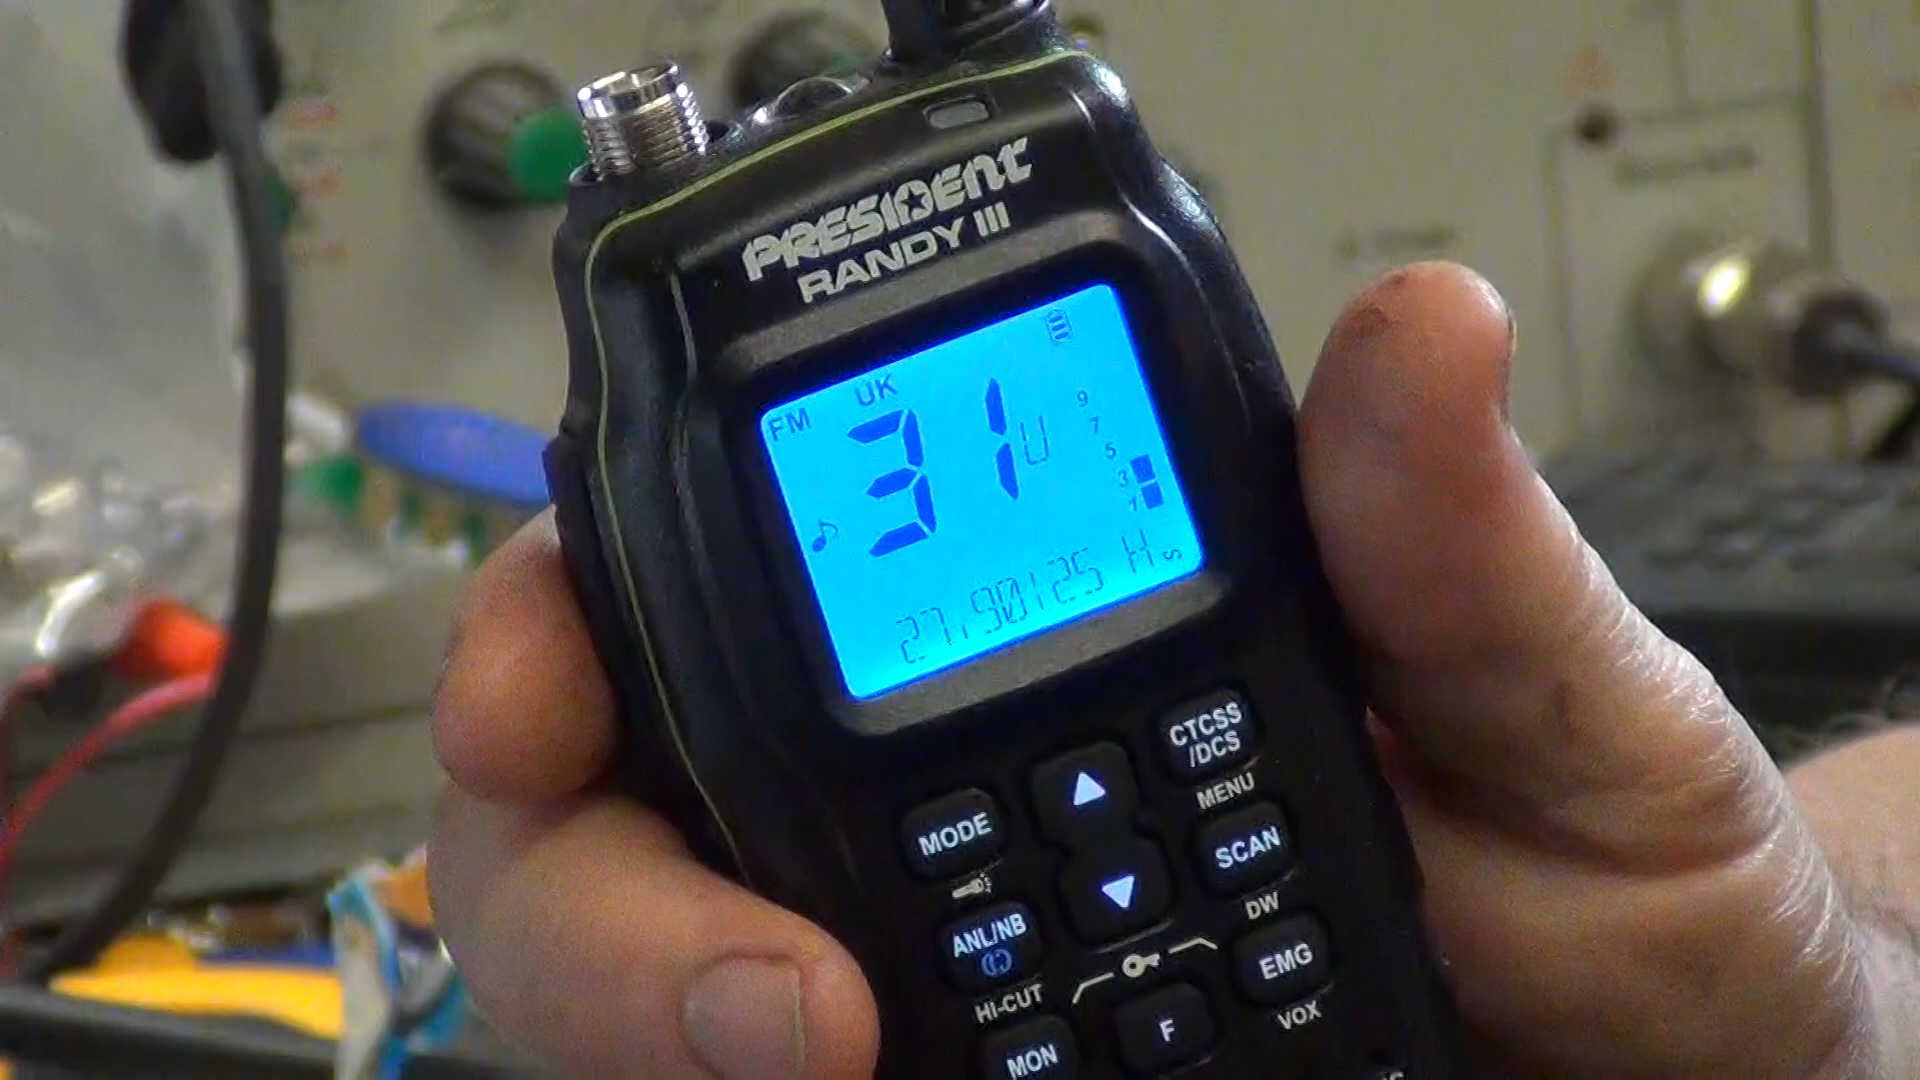 PRESIDENT
RANDY III
UK
FM
31 U
9
7
5
3
1
27.90125 H S
CTCSS
/DCS
MENU
MODE
SCAN
DW
ANL/NB
HI-CUT
EMG
VOX
F
MON